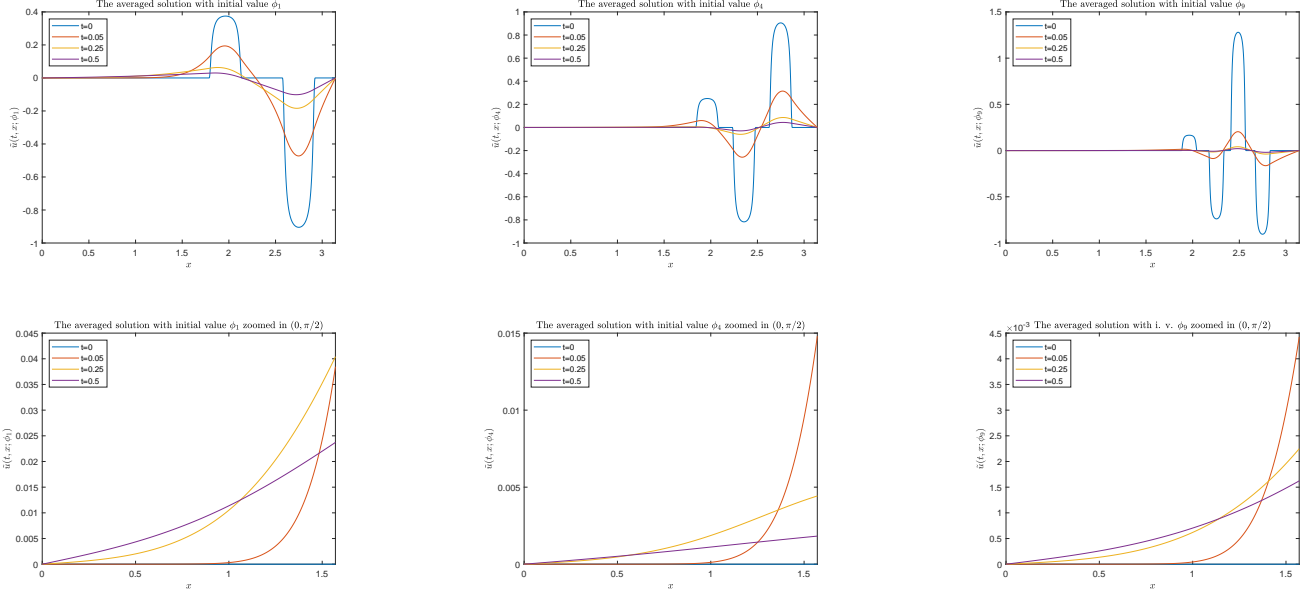 The averaged solution with initial value ϕ₁
0.4
0.2
0
-0.2
-0.4
-0.6
-0.8
-1
ũ(t, x; ϕ₁)
t=0
t=0.05
t=0.25
t=0.5
0 0.5 1 1.5 2 2.5 3
x
The averaged solution with initial value ϕ₄
1
0.8
0.6
0.4
0.2
0
-0.2
-0.4
-0.6
-0.8
-1
ũ(t, x; ϕ₄)
t=0
t=0.05
t=0.25
t=0.5
0 0.5 1 1.5 2 2.5 3
x
The averaged solution with initial value ϕ₉
1.5
1
0.5
0
-0.5
-1
ũ(t, x; ϕ₉)
t=0
t=0.05
t=0.25
t=0.5
0 0.5 1 1.5 2 2.5 3
x
The averaged solution with initial value ϕ₁ zoomed in (0, π/2)
0.045
0.04
0.035
0.03
0.025
0.02
0.015
0.01
0.005
0
ũ(t, x; ϕ₁)
t=0
t=0.05
t=0.25
t=0.5
0 0.5 1 1.5
x
The averaged solution with initial value ϕ₄ zoomed in (0, π/2)
0.015
0.01
0.005
0
ũ(t, x; ϕ₄)
t=0
t=0.05
t=0.25
t=0.5
0 0.5 1 1.5
x
×10⁻³ The averaged solution with i. v. ϕ₉ zoomed in (0, π/2)
4.5
4
3.5
3
2.5
2
1.5
1
0.5
0
ũ(t, x; ϕ₉)
t=0
t=0.05
t=0.25
t=0.5
0 0.5 1 1.5
x